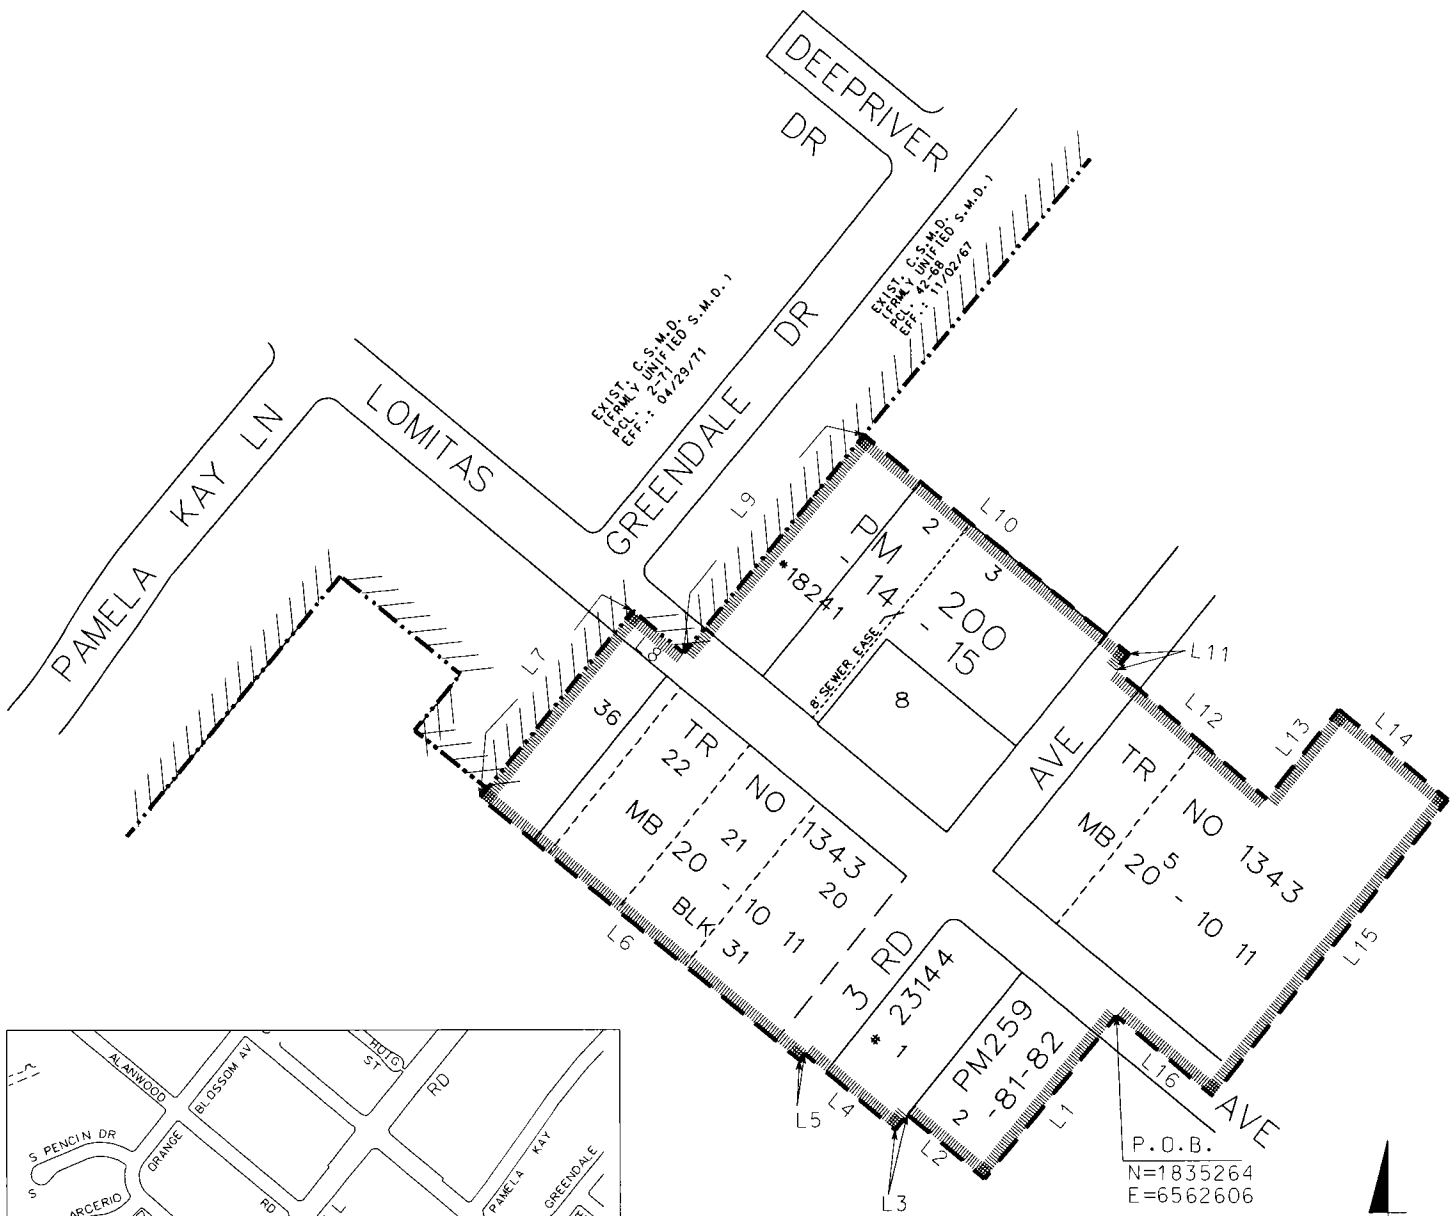 DEEPRIVER
DR
EXIST. C.S.M.D.
(FRMLY UNIFIED S.M.D.)
PCL. 42-68
EFF.: 11/02/67
EXIST. C.S.M.D.
(FRMLY UNIFIED S.M.D.)
PCL. 2-71
EFF.: 04/29/71
GREENDALE DR
PAMELA KAY LN
LOMITAS
AVE
3 RD
AVE
L9
L10
L7
L8
L11
L12
L13
L14
L15
L16
L1
L2
L3
L4
L5
L6
PM 200
- 14 - 15
*18241
2
3
8' SEWER EASE
8
36
TR NO 1343
22
21
20
MB 20 - 10 11
BLK 31
TR NO 1343
5
MB 20 - 10 11
* 23144
1
PM259
-81-82
2
P.O.B.
N=1835264
E=6562606
ALANWOOD
BLOSSOM AV
ST
RD
S PENCIN DR
S
ORANGE
RD
ARCERIO
PAMELA KAY
GREENDALE
L